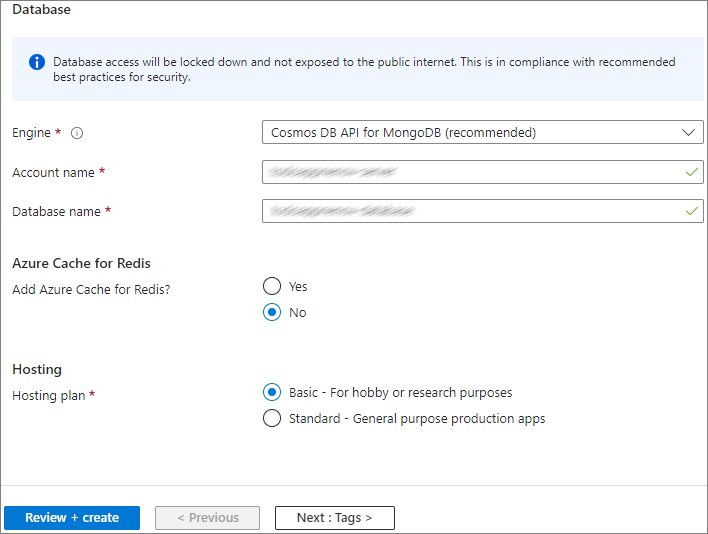 Database
Database access will be locked down and not exposed to the public internet. This is in compliance with recommended
best practices for security.
Engine *
Cosmos DB API for MongoDB (recommended)
Account name *
Database name *
Azure Cache for Redis
Add Azure Cache for Redis?
Yes
No
Hosting
Hosting plan *
Basic - For hobby or research purposes
Standard - General purpose production apps
Review + create
< Previous
Next : Tags >